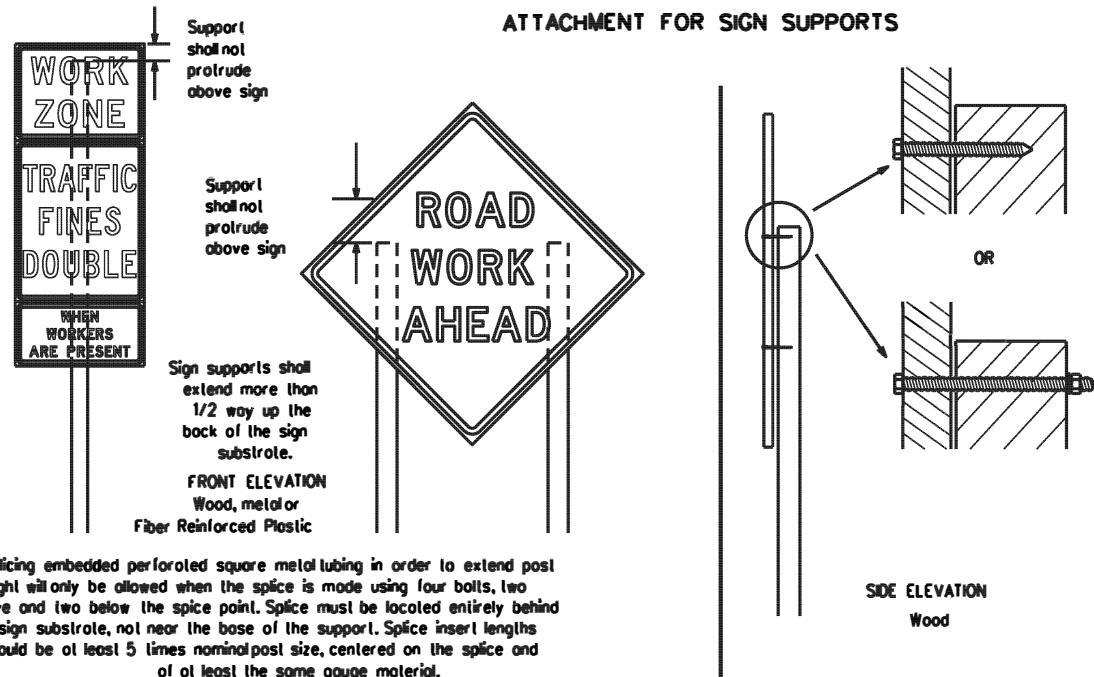 ATTACHMENT FOR SIGN SUPPORTS
Support
shall not
protrude
above sign
WORK
ZONE
TRAFFIC
FINES
DOUBLE
WHEN
WORKERS
ARE PRESENT
Support
shall not
protrude
above sign
ROAD
WORK
AHEAD
Sign supports shall
extend more than
1/2 way up the
back of the sign
substrate.
FRONT ELEVATION
Wood, metal or
Fiber Reinforced Plastic
OR
SIDE ELEVATION
Wood
licing embedded perforated square metal tubing in order to extend post
ght will only be allowed when the splice is made using four bolts, two
ve and two below the spice point. Splice must be located entirely behind
sign substrate, not near the base of the support. Splice insert lengths
ould be at least 5 times nominal post size, centered on the splice and
of at least the same gauge material.